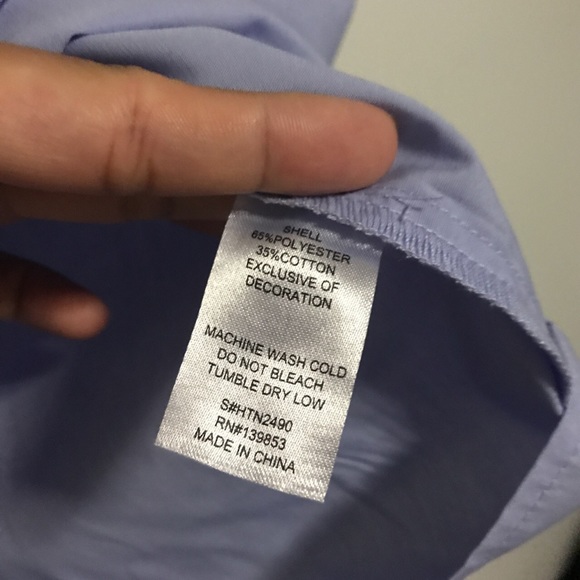 SHELL
65%POLYESTER
35%COTTON
EXCLUSIVE OF
DECORATION
MACHINE WASH COLD
DO NOT BLEACH
TUMBLE DRY LOW
S#HTN2490
RN#139853
MADE IN CHINA